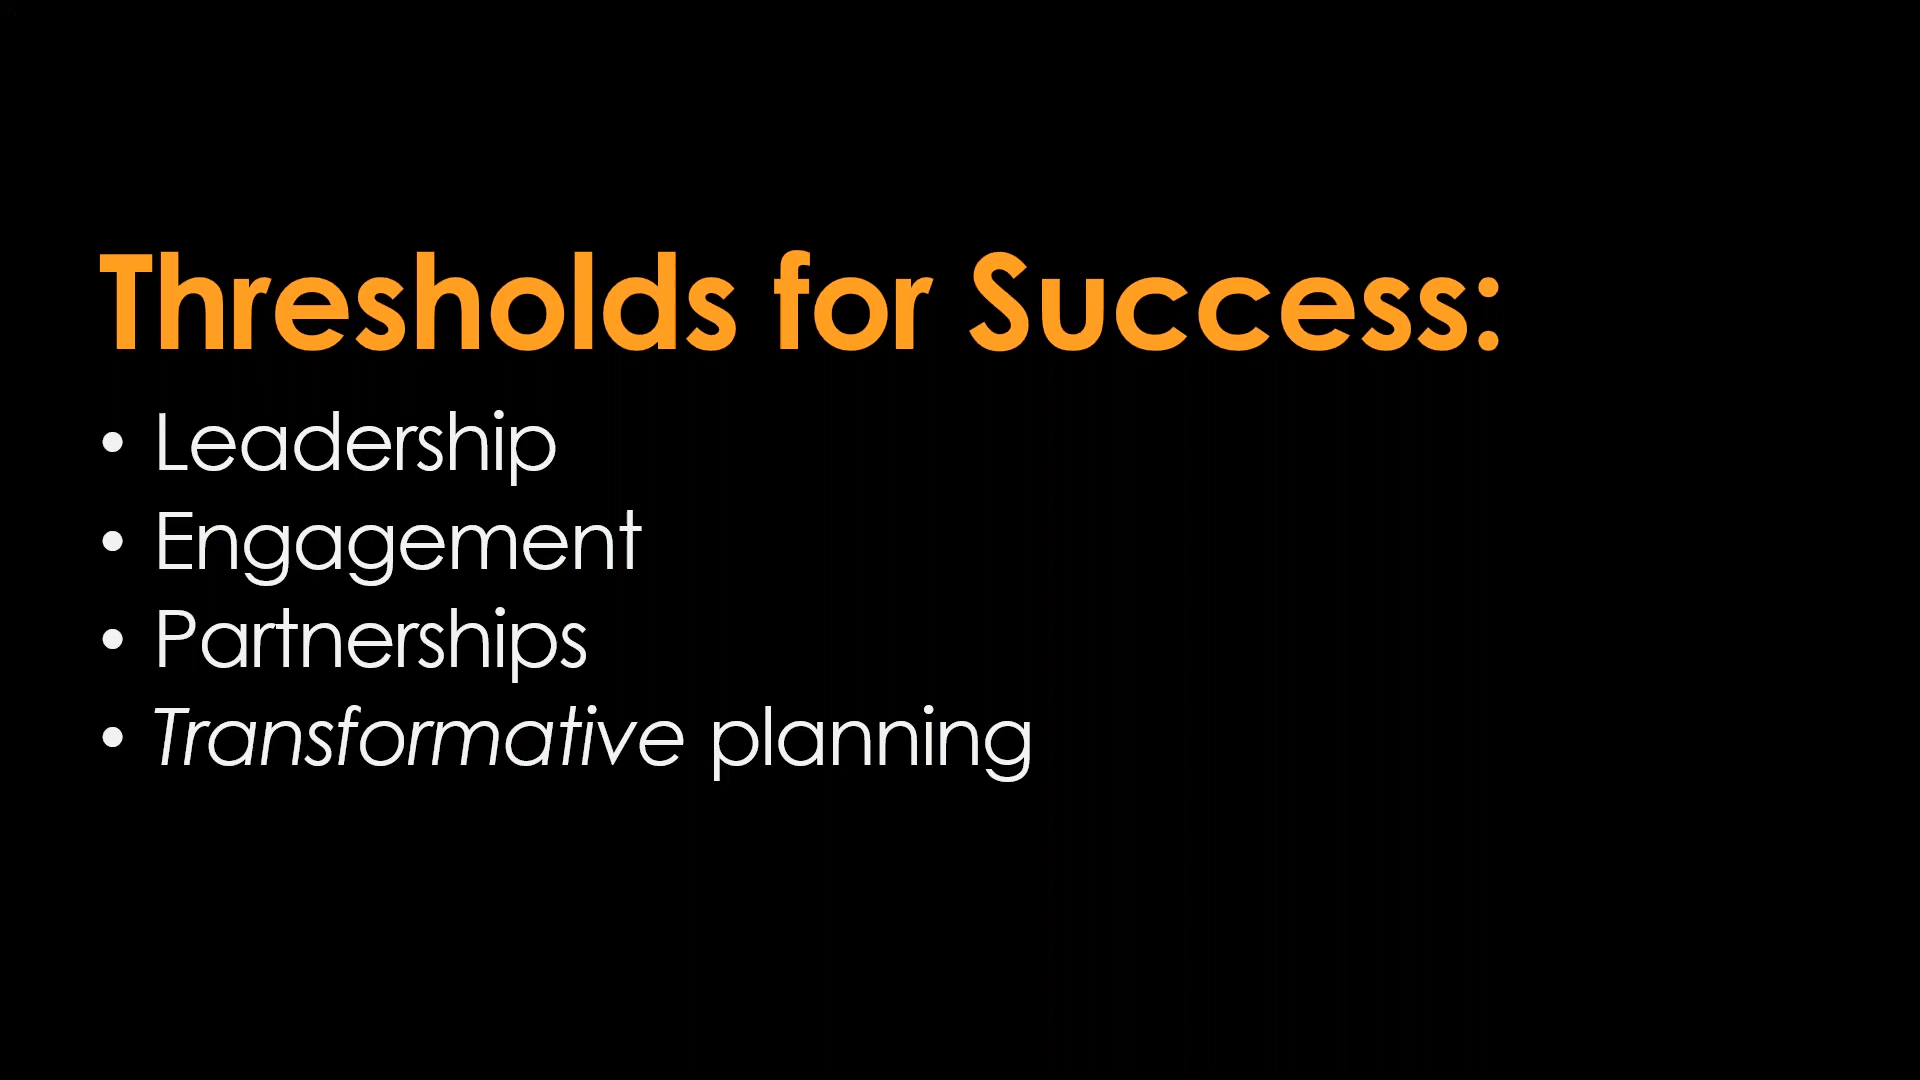 Thresholds for Success:
• Leadership
• Engagement
• Partnerships
• Transformative planning